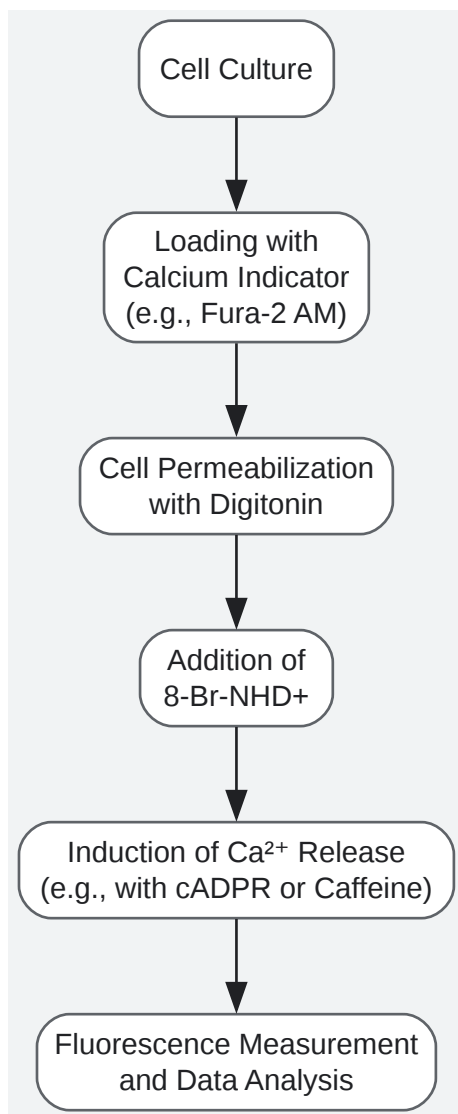 Cell Culture
Loading with
Calcium Indicator
(e.g., Fura-2 AM)
Cell Permeabilization
with Digitonin
Addition of
8-Br-NHD+
Induction of Ca²⁺ Release
(e.g., with cADPR or Caffeine)
Fluorescence Measurement
and Data Analysis